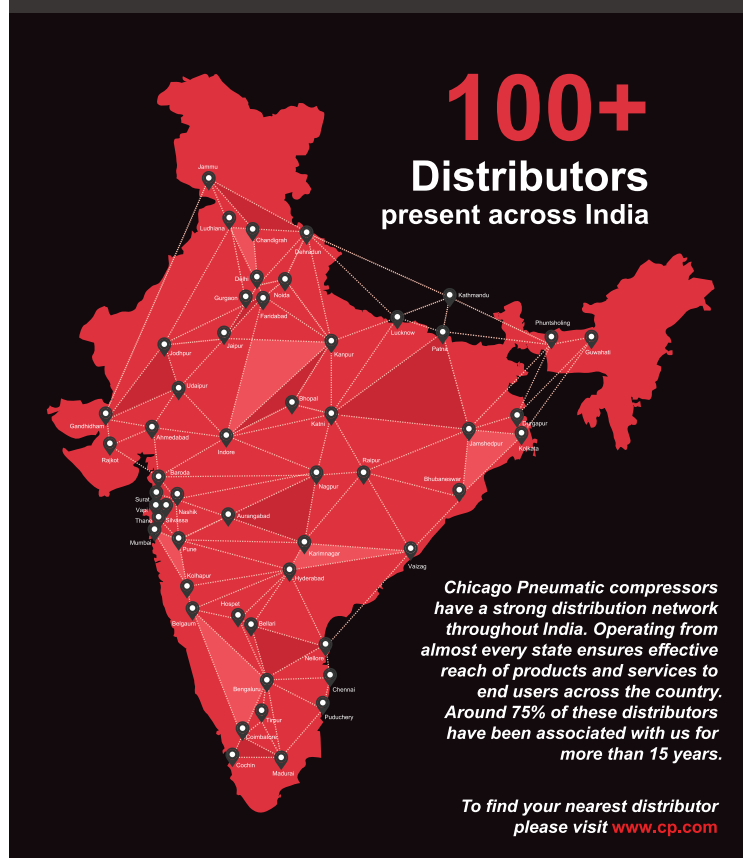 100+
Distributors
present across India
Jammu
Ludhiana
Chandigrah
Dehradun
Delhi
Noida
Gurgaon
Faridabad
Kathmandu
Phuntsholing
Lucknow
Patna
Guwahati
Jaipur
Jodhpur
Kanpur
Udaipur
Bhopal
Gandhidham
Ahmedabad
Katni
Durgapur
Jamshedpur
Kolkata
Indore
Rajkot
Baroda
Raipur
Nagpur
Bhubaneswar
Surat
Vapi
Nashik
Aurangabad
Thane
Silvassa
Mumbai
Pune
Karimnagar
Vaizag
Hyderabad
Kolhapur
Hospet
Belgaum
Bellari
Nellore
Bengaluru
Chennai
Tirpur
Puduchery
Coimbatore
Cochin
Madurai
Chicago Pneumatic compressors
have a strong distribution network
throughout India. Operating from
almost every state ensures effective
reach of products and services to
end users across the country.
Around 75% of these distributors
have been associated with us for
more than 15 years.
To find your nearest distributor
please visit www.cp.com